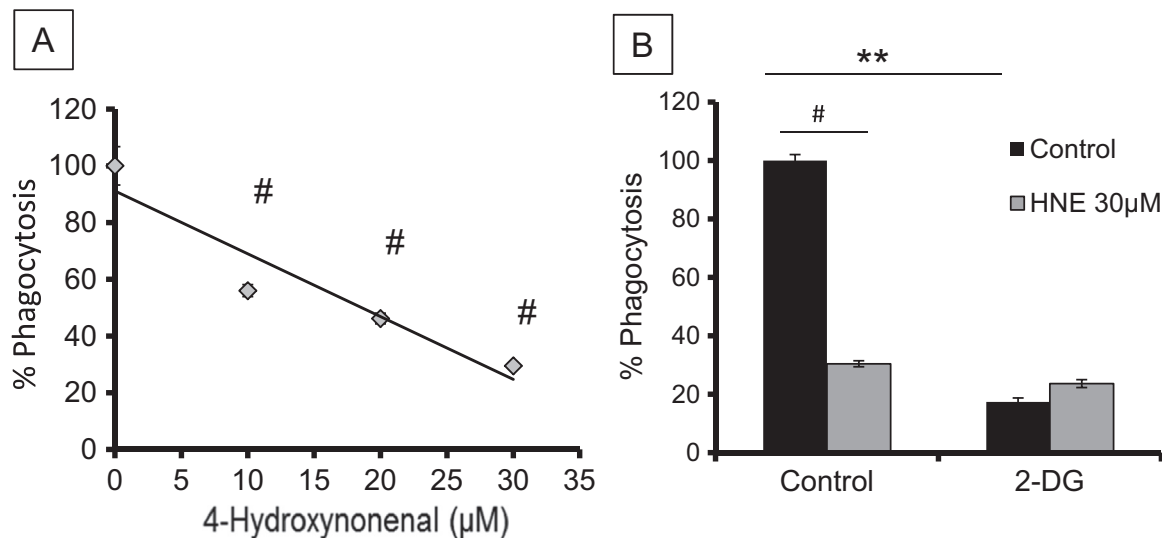 A
% Phagocytosis
120
100
80
60
40
20
0
#
#
#
0 5 10 15 20 25 30 35
4-Hydroxynonenal (µM)
B
% Phagocytosis
**
#
120
100
80
60
40
20
0
Control
HNE 30µM
Control 2-DG